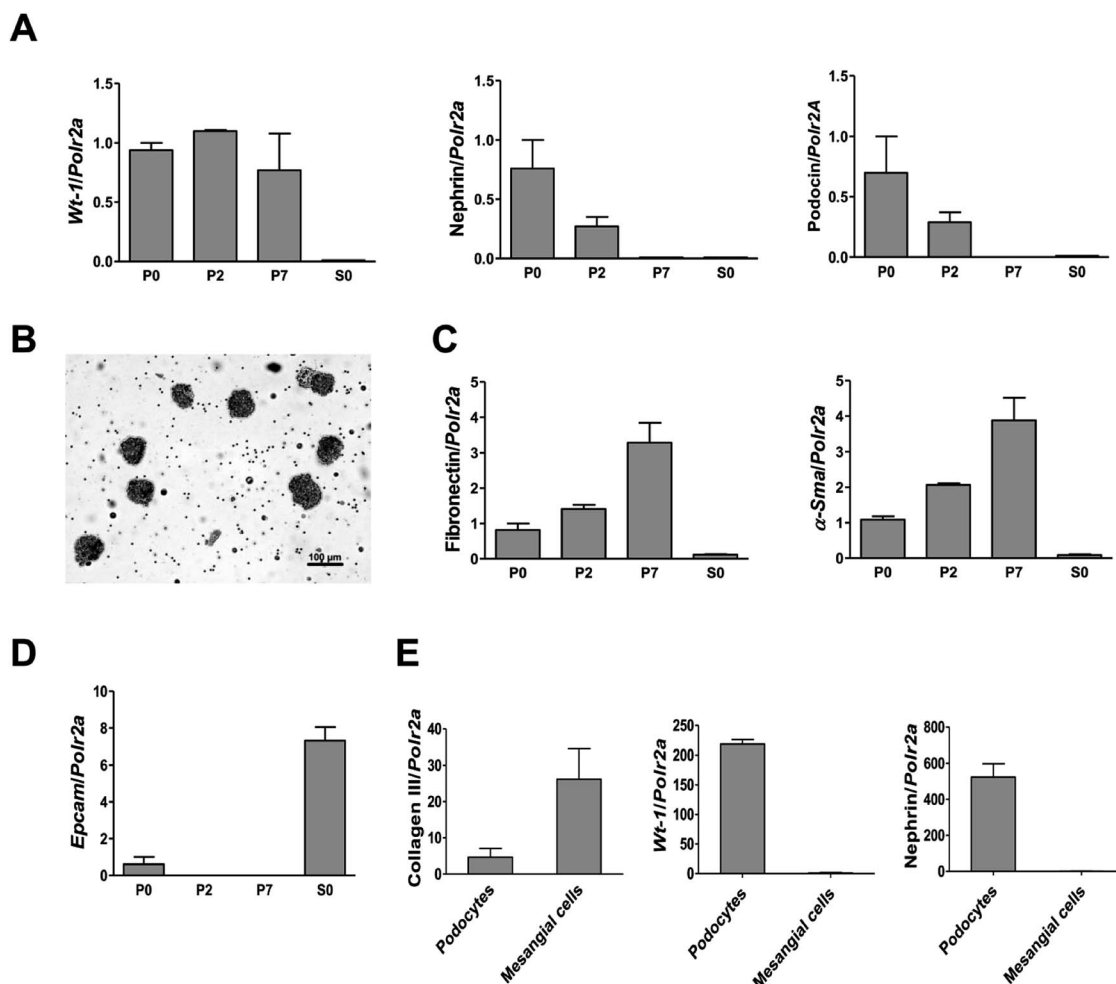 A
Wt-1/Polr2a
1.5
1.0
0.5
0.0
P0 P2 P7 S0
Nephrin/Polr2a
1.5
1.0
0.5
0.0
P0 P2 P7 S0
Podocin/Polr2A
1.5
1.0
0.5
0.0
P0 P2 P7 S0
B
100 µm
C
Fibronectin/Polr2a
5
4
3
2
1
0
P0 P2 P7 S0
α-Sma/Polr2a
5
4
3
2
1
0
P0 P2 P7 S0
D
Epcam/Polr2a
10
8
6
4
2
0
P0 P2 P7 S0
E
Collagen III/Polr2a
40
30
20
10
0
Podocytes
Mesangial cells
Wt-1/Polr2a
250
200
150
100
50
0
Podocytes
Mesangial cells
Nephrin/Polr2a
800
600
400
200
0
Podocytes
Mesangial cells